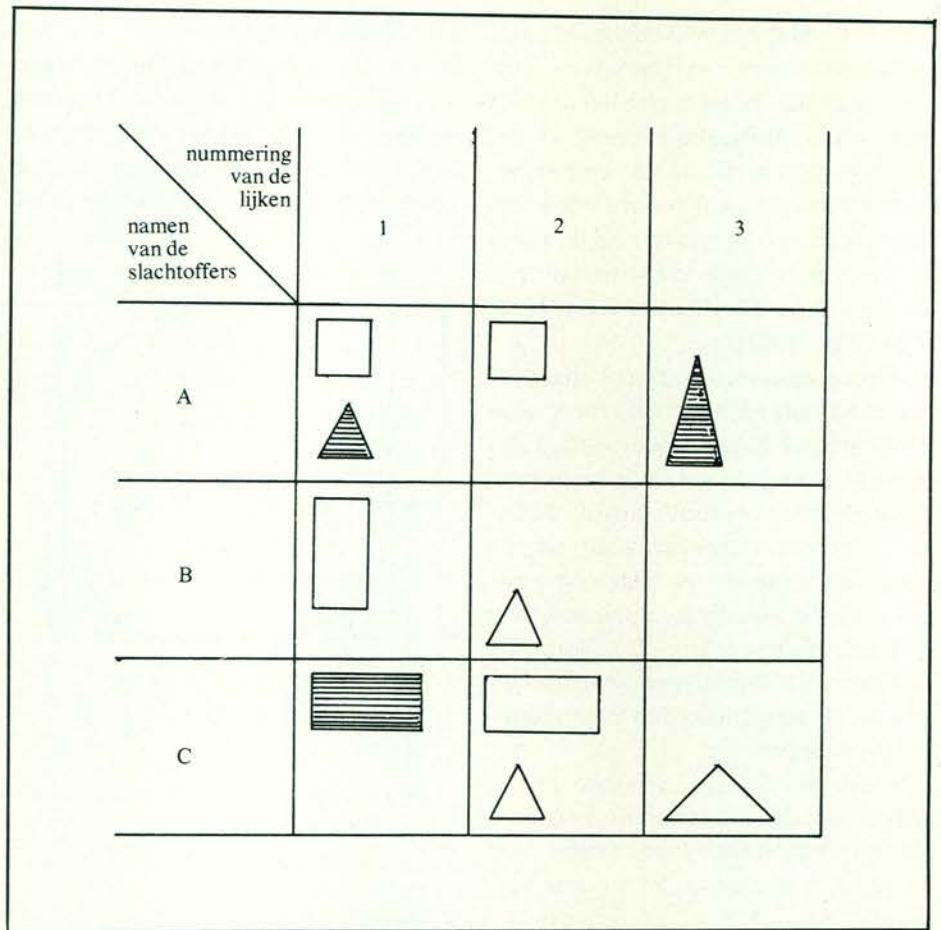 nummering
van de
lijken
namen
van de
slachtoffers
1
2
3
A
B
C